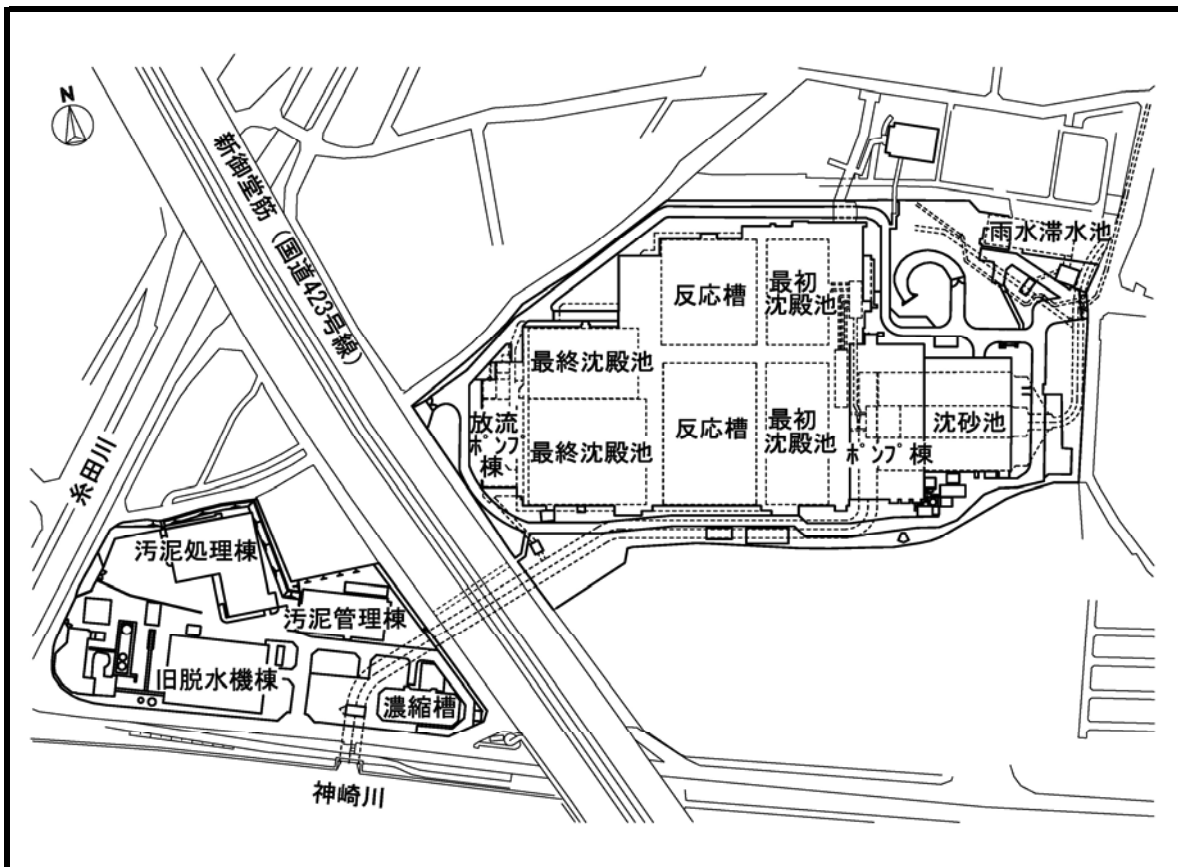 N
新御堂筋(国道423号線)
雨水滞水池
反応槽
最初
沈殿池
最終沈殿池
放流
ﾎﾟﾝﾌﾟ
棟
最終沈殿池
反応槽
最初
沈殿池
ﾎﾟﾝﾌﾟ棟
沈砂池
糸田川
汚泥処理棟
汚泥管理棟
旧脱水機棟
濃縮槽
神崎川